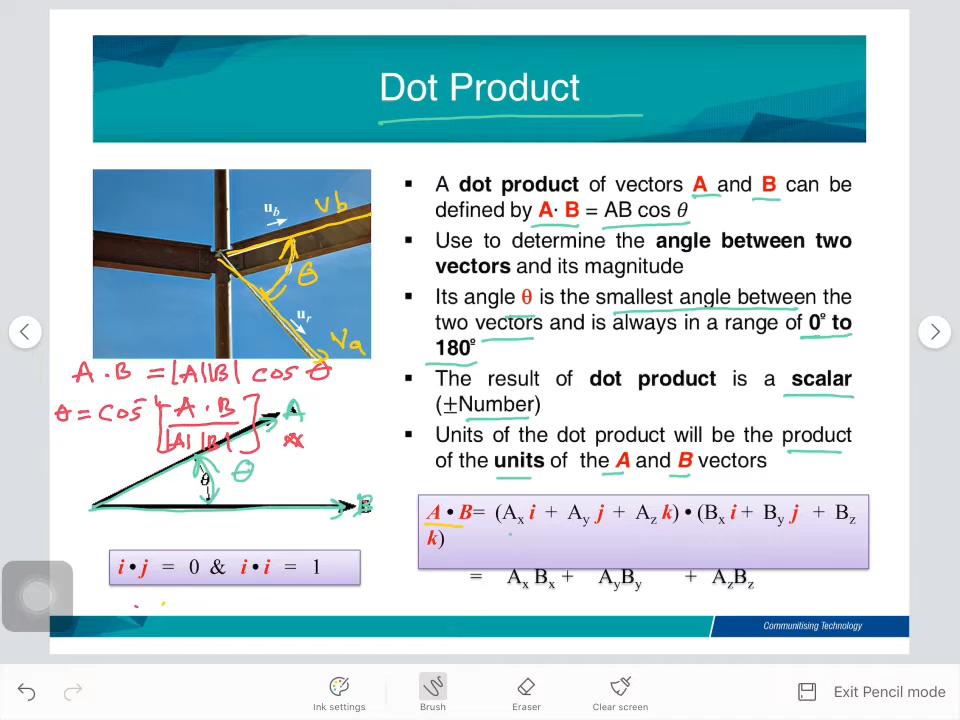 Dot Product
u_b
Vb
θ
u_r
Va
A · B = |A||B| cos θ
θ = cos⁻¹ [A · B / |A| |B|]
A
θ
θ
B
i • j = 0 & i • i = 1
▪ A dot product of vectors A and B can be
defined by A· B = AB cos θ
▪ Use to determine the angle between two
vectors and its magnitude
▪ Its angle θ is the smallest angle between the
two vectors and is always in a range of 0º to
180º
▪ The result of dot product is a scalar
(±Number)
▪ Units of the dot product will be the product
of the units of the A and B vectors
A • B= (Ax i + Ay j + Az k) • (Bx i + By j + Bz
k)
= Ax Bx + AyBy + AzBz
Communitising Technology
Ink settings
Brush
Eraser
Clear screen
Exit Pencil mode